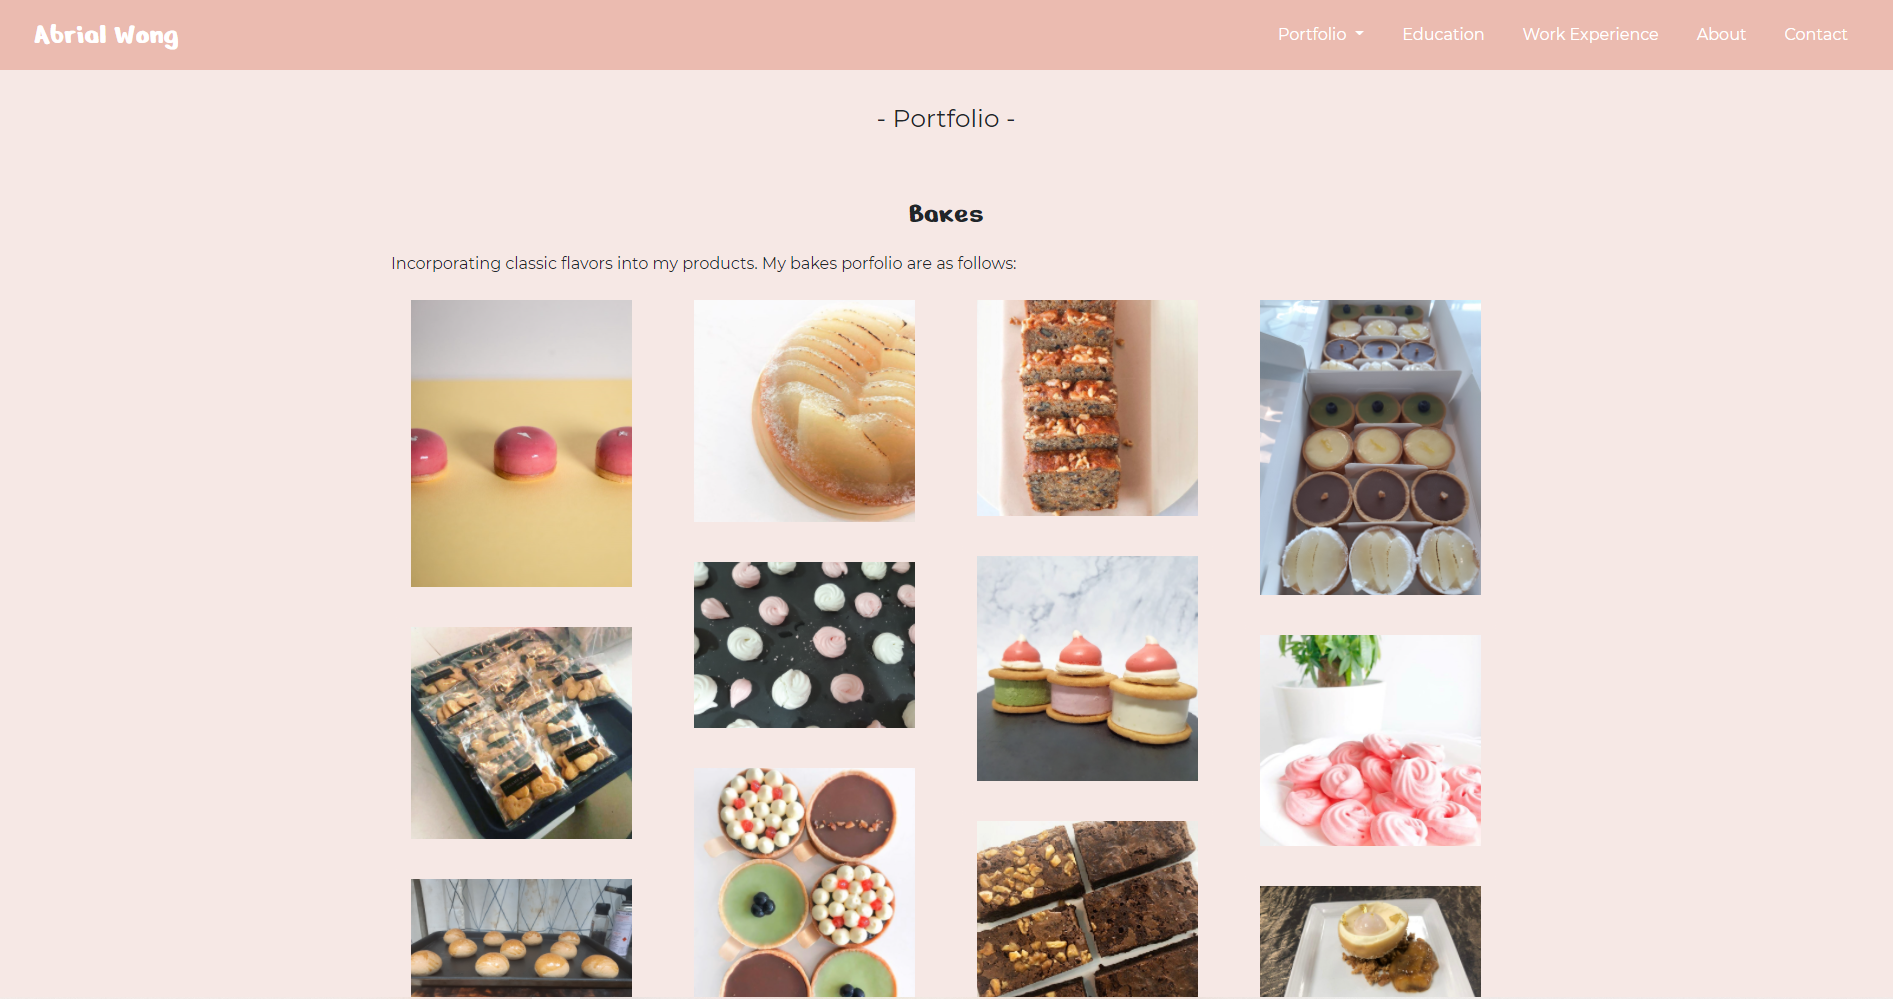 Abrial Wong
Portfolio
Education
Work Experience
About
Contact
- Portfolio -
Bakes
Incorporating classic flavors into my products. My bakes porfolio are as follows: